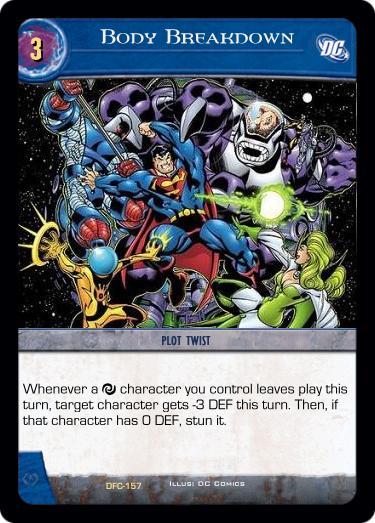 3
Body Breakdown
DC
PLOT TWIST
Whenever a character you control leaves play this
turn, target character gets -3 DEF this turn. Then, if
that character has 0 DEF, stun it.
DFC-157
Illus: DC Comics